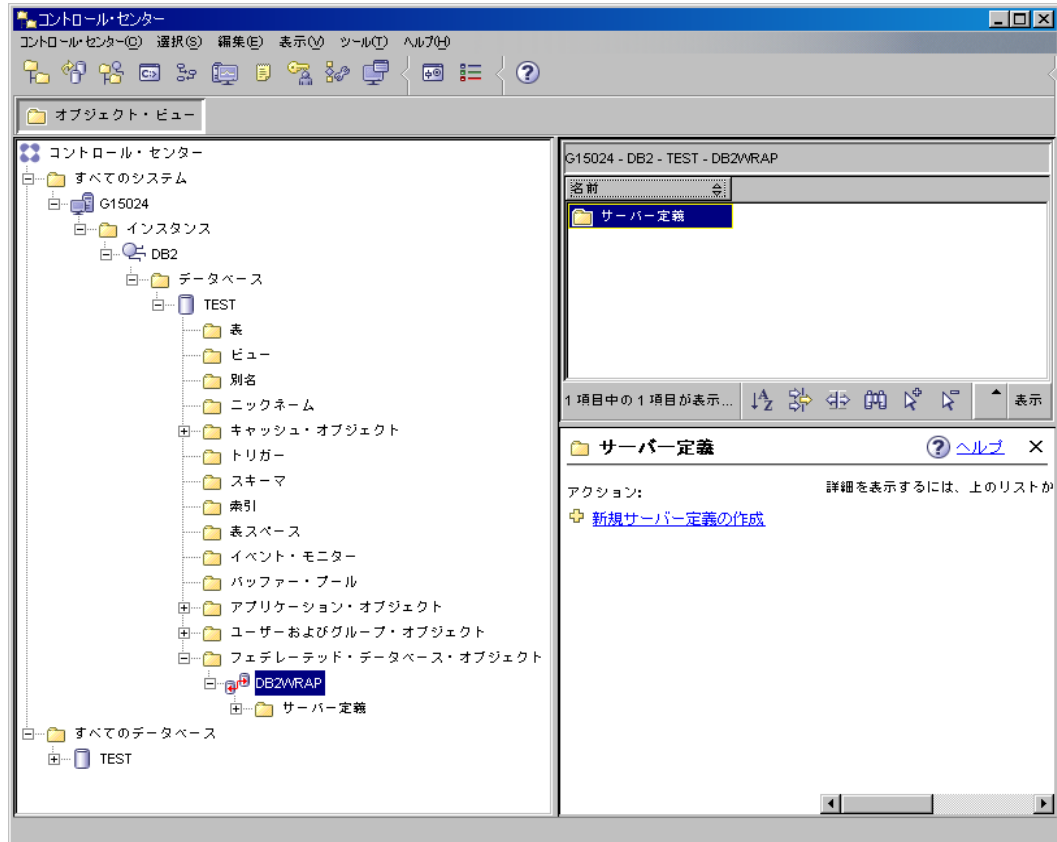 コントロール・センター
コントロール・センター(C) 選択(S) 編集(E) 表示(V) ツール(T) ヘルプ(H)
オブジェクト・ビュー
コントロール・センター
すべてのシステム
G15024
インスタンス
DB2
データベース
TEST
表
ビュー
別名
ニックネーム
キャッシュ・オブジェクト
トリガー
スキーマ
索引
表スペース
イベント・モニター
バッファー・プール
アプリケーション・オブジェクト
ユーザーおよびグループ・オブジェクト
フェデレーテッド・データベース・オブジェクト
DB2WRAP
サーバー定義
すべてのデータベース
TEST
G15024 - DB2 - TEST - DB2WRAP
名前
サーバー定義
1 項目中の 1 項目が表示... 表示
サーバー定義 ヘルプ
アクション:
新規サーバー定義の作成
詳細を表示するには、上のリストか